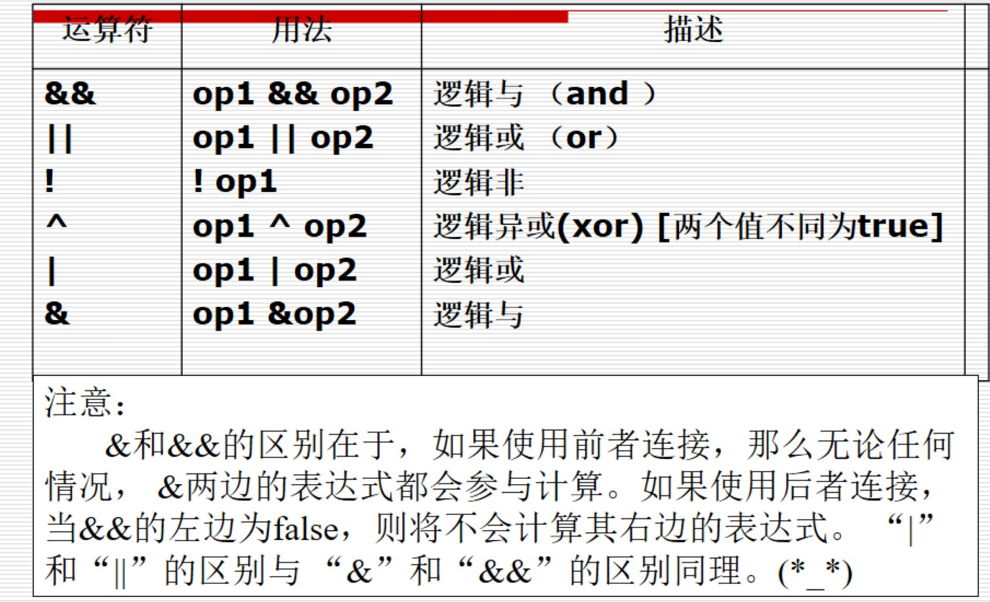 运算符 用法 描述
&& op1 && op2 逻辑与 （and ）
|| op1 || op2 逻辑或 （or）
! ! op1 逻辑非
^ op1 ^ op2 逻辑异或(xor) [两个值不同为true]
| op1 | op2 逻辑或
& op1 &op2 逻辑与
注意：
&和&&的区别在于，如果使用前者连接，那么无论任何
情况， &两边的表达式都会参与计算。如果使用后者连接，
当&&的左边为false，则将不会计算其右边的表达式。 “|”
和“||”的区别与 “&”和“&&”的区别同理。(*_*)